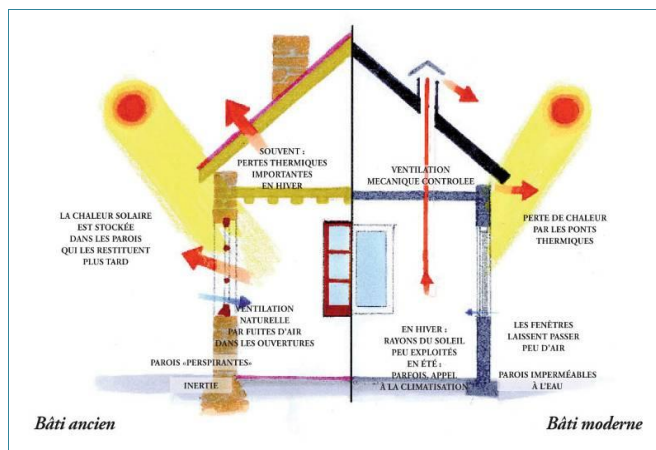 SOUVENT :
PERTES THERMIQUES
IMPORTANTES
EN HIVER
LA CHALEUR SOLAIRE
EST STOCKÉE
DANS LES PAROIS
QUI LES RESTITUENT
PLUS TARD
VENTILATION
NATURELLE
PAR FUITES D'AIR
DANS LES OUVERTURES
PAROIS «PERSPIRANTES»
INERTIE
Bâti ancien
VENTILATION
MECANIQUE CONTROLEE
PERTE DE CHALEUR
PAR LES PONTS
THERMIQUES
EN HIVER :
RAYONS DU SOLEIL
PEU EXPLOITÉS
EN ÉTÉ :
PARFOIS, APPEL
À LA CLIMATISATION
LES FENÊTRES
LAISSENT PASSER
PEU D'AIR
PAROIS IMPERMÉABLES
À L'EAU
Bâti moderne